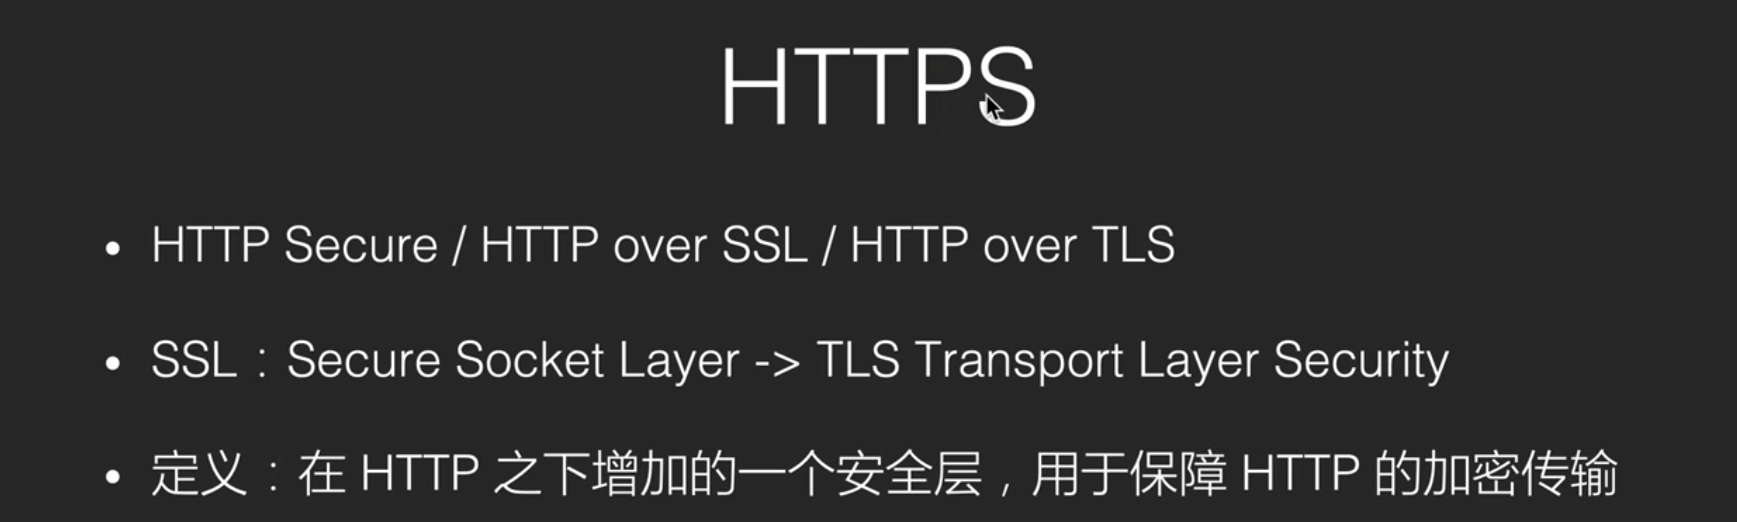 HTTPS
• HTTP Secure / HTTP over SSL / HTTP over TLS
• SSL：Secure Socket Layer -> TLS Transport Layer Security
• 定义：在 HTTP 之下增加的一个安全层，用于保障 HTTP 的加密传输